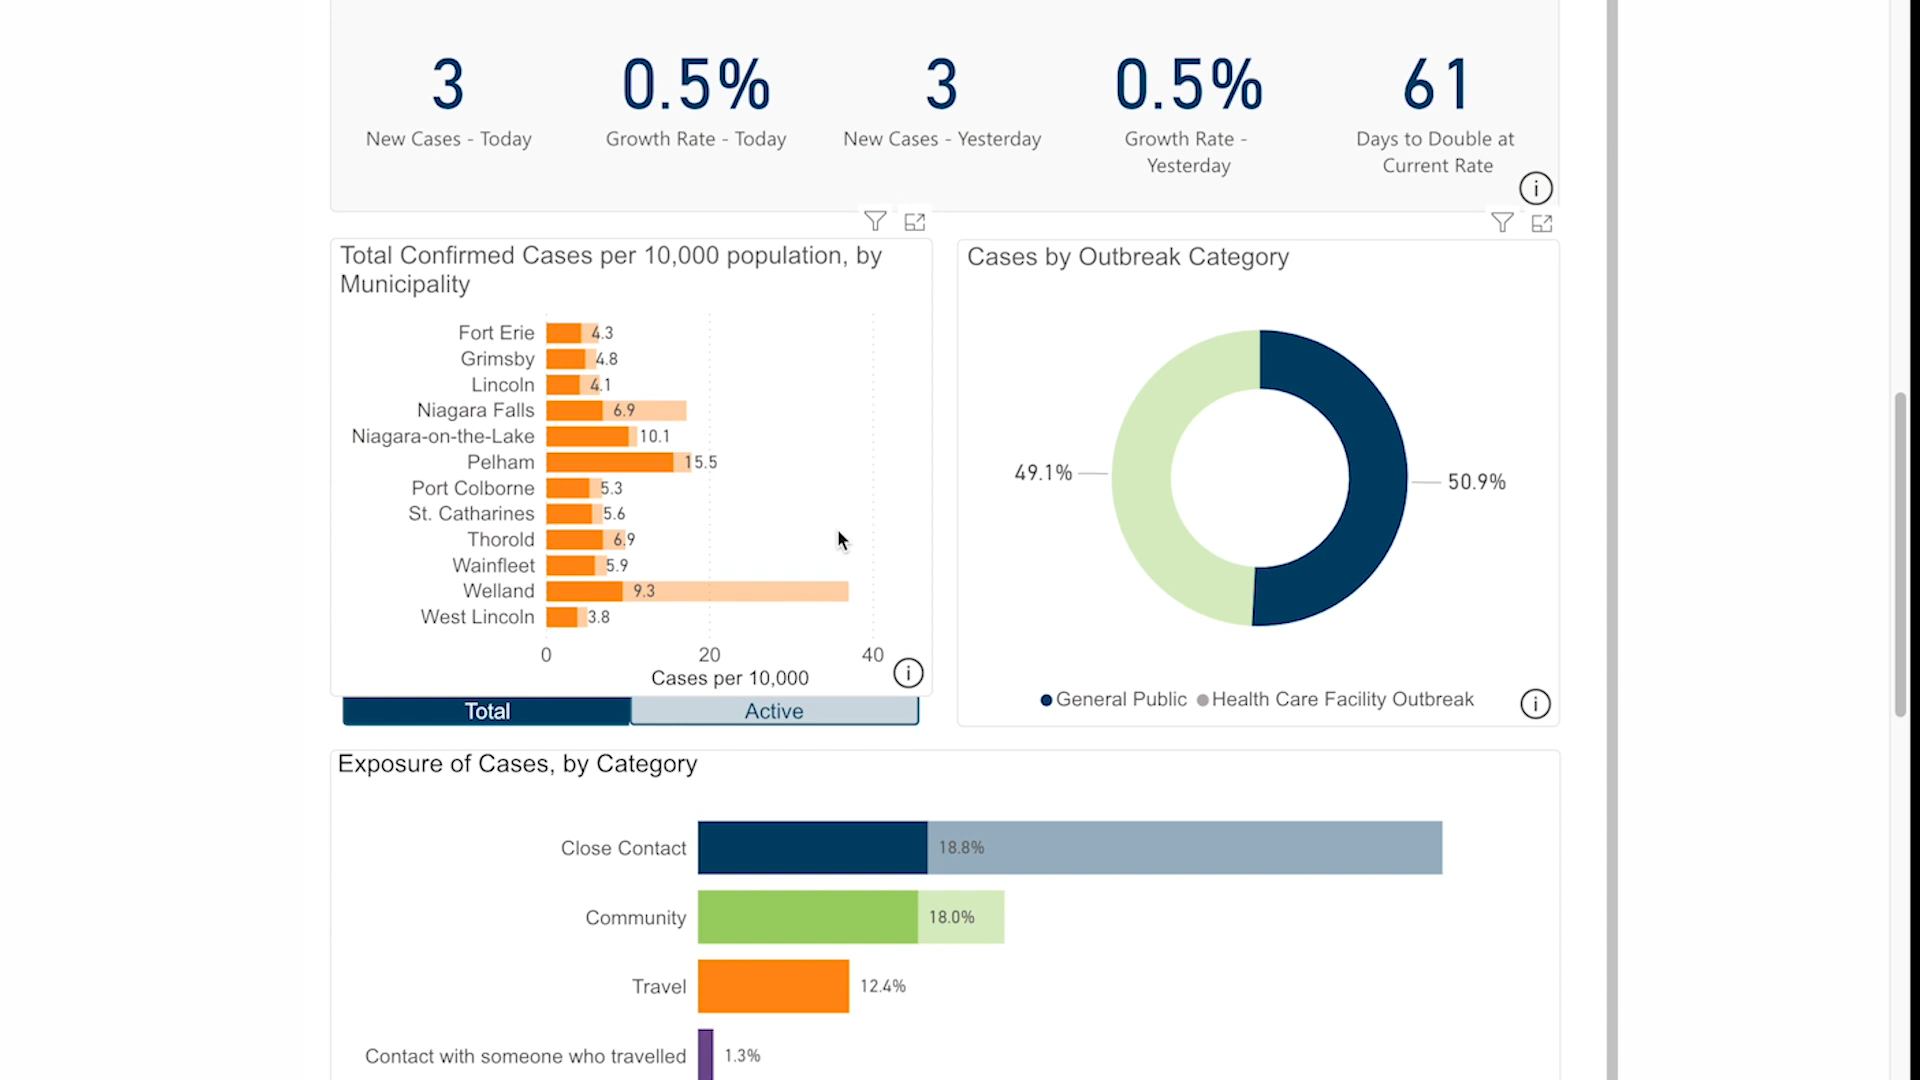 3
0.5%
3
0.5%
61
New Cases - Today
Growth Rate - Today
New Cases - Yesterday
Growth Rate -
Yesterday
Days to Double at
Current Rate
Total Confirmed Cases per 10,000 population, by
Municipality
Fort Erie 4.3
Grimsby 4.8
Lincoln 4.1
Niagara Falls 6.9
Niagara-on-the-Lake 10.1
Pelham 15.5
Port Colborne 5.3
St. Catharines 5.6
Thorold 6.9
Wainfleet 5.9
Welland 9.3
West Lincoln 3.8
0 20 40
Cases per 10,000
Total
Active
Cases by Outbreak Category
49.1%
50.9%
General Public
Health Care Facility Outbreak
Exposure of Cases, by Category
Close Contact 18.8%
Community 18.0%
Travel 12.4%
Contact with someone who travelled 1.3%